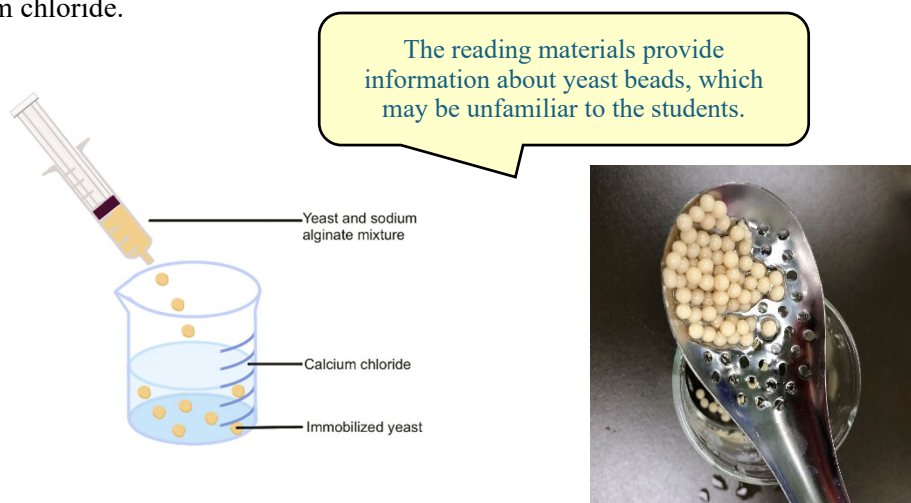 m chloride.
The reading materials provide
information about yeast beads, which
may be unfamiliar to the students.
Yeast and sodium
alginate mixture
Calcium chloride
Immobilized yeast